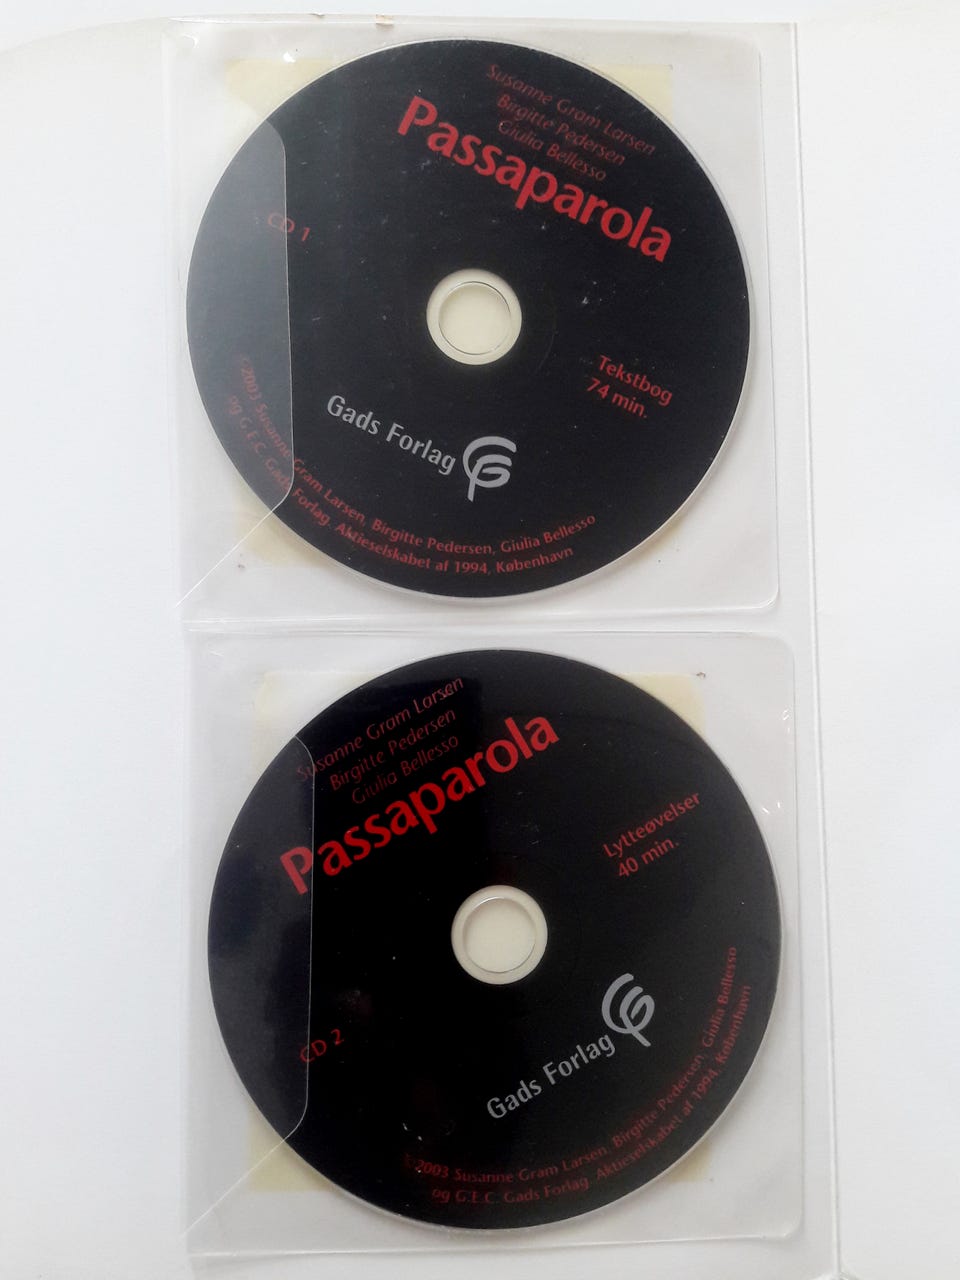 Susanne Gram Larsen
Birgitte Pedersen
Giulia Bellesso
Passaparola
CD 1
Tekstbog
74 min.
Gads Forlag
©2003 Susanne Gram Larsen, Birgitte Pedersen, Giulia Bellesso
og G.E.C. Gads Forlag. Aktieselskabet af 1994, København
Susanne Gram Larsen
Birgitte Pedersen
Giulia Bellesso
Passaparola
Lytteøvelser
40 min.
CD 2
Gads Forlag
©2003 Susanne Gram Larsen, Birgitte Pedersen, Giulia Bellesso
og G.E.C. Gads Forlag. Aktieselskabet af 1994, København